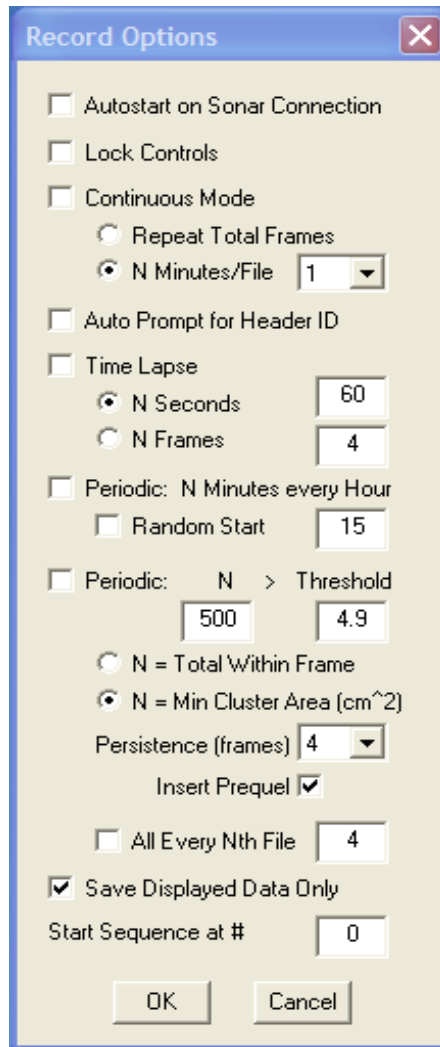 Record Options
Autostart on Sonar Connection
Lock Controls
Continuous Mode
Repeat Total Frames
N Minutes/File 1
Auto Prompt for Header ID
Time Lapse
N Seconds 60
N Frames 4
Periodic: N Minutes every Hour
Random Start 15
Periodic: N > Threshold
500 4.9
N = Total Within Frame
N = Min Cluster Area (cm^2)
Persistence (frames) 4
Insert Prequel
All Every Nth File 4
Save Displayed Data Only
Start Sequence at # 0
OK Cancel